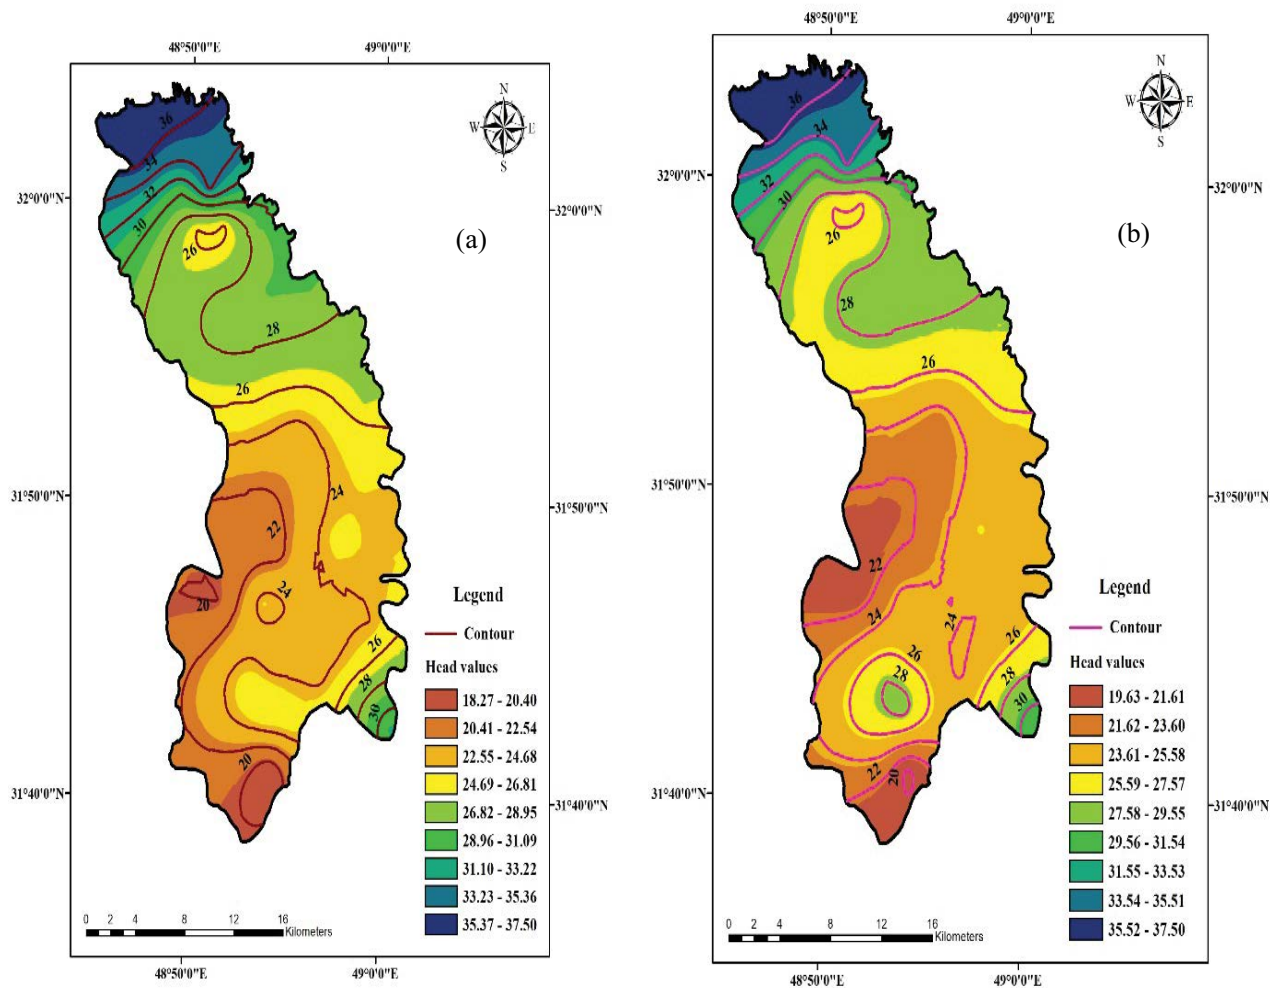 48°50'0"E
49°0'0"E
N
W
E
S
(a)
32°0'0"N
32°0'0"N
31°50'0"N
31°50'0"N
31°40'0"N
31°40'0"N
36
34
32
30
26
28
26
24
22
24
20
26
28
30
20
Legend
Contour
Head values
18.27 - 20.40
20.41 - 22.54
22.55 - 24.68
24.69 - 26.81
26.82 - 28.95
28.96 - 31.09
31.10 - 33.22
33.23 - 35.36
35.37 - 37.50
0 2 4 8 12 16
Kilometers
48°50'0"E
49°0'0"E
48°50'0"E
49°0'0"E
N
W
E
S
(b)
32°0'0"N
32°0'0"N
31°50'0"N
31°50'0"N
31°40'0"N
31°40'0"N
36
34
32
30
26
28
26
22
24
24
26
28
26
28
30
22
20
Legend
Contour
Head values
19.63 - 21.61
21.62 - 23.60
23.61 - 25.58
25.59 - 27.57
27.58 - 29.55
29.56 - 31.54
31.55 - 33.53
33.54 - 35.51
35.52 - 37.50
0 2 4 8 12 16
Kilometers
48°50'0"E
49°0'0"E